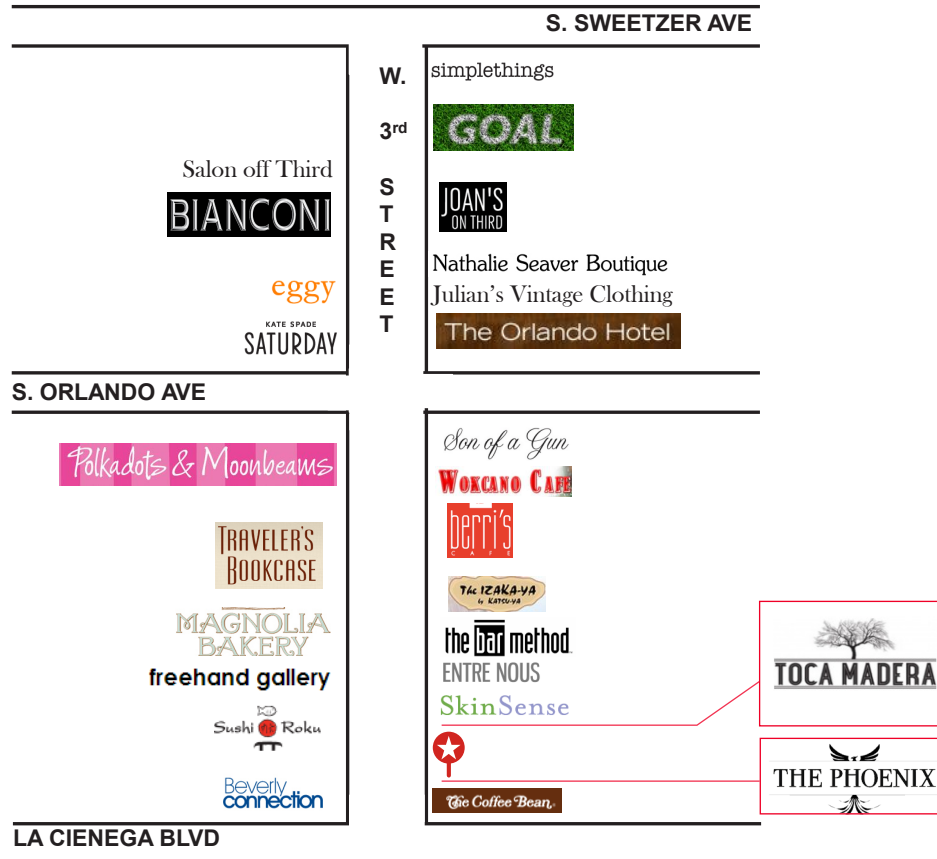 S. SWEETZER AVE
W.
3rd
S
T
R
E
E
T
Salon off Third
BIANCONI
eggy
KATE SPADE
SATURDAY
simplethings
GOAL
JOAN'S
ON THIRD
Nathalie Seaver Boutique
Julian's Vintage Clothing
The Orlando Hotel
S. ORLANDO AVE
Polkadots & Moonbeams
TRAVELER'S
BOOKCASE
MAGNOLIA
BAKERY
freehand gallery
Sushi Roku
Beverly
connection
Son of a Gun
WOKCANO CAFE
berri's
CAFE
THE IZAKA-YA
by KATSU-YA
the bar method
ENTRE NOUS
SkinSense
The Coffee Bean
TOCA MADERA
THE PHOENIX
LA CIENEGA BLVD